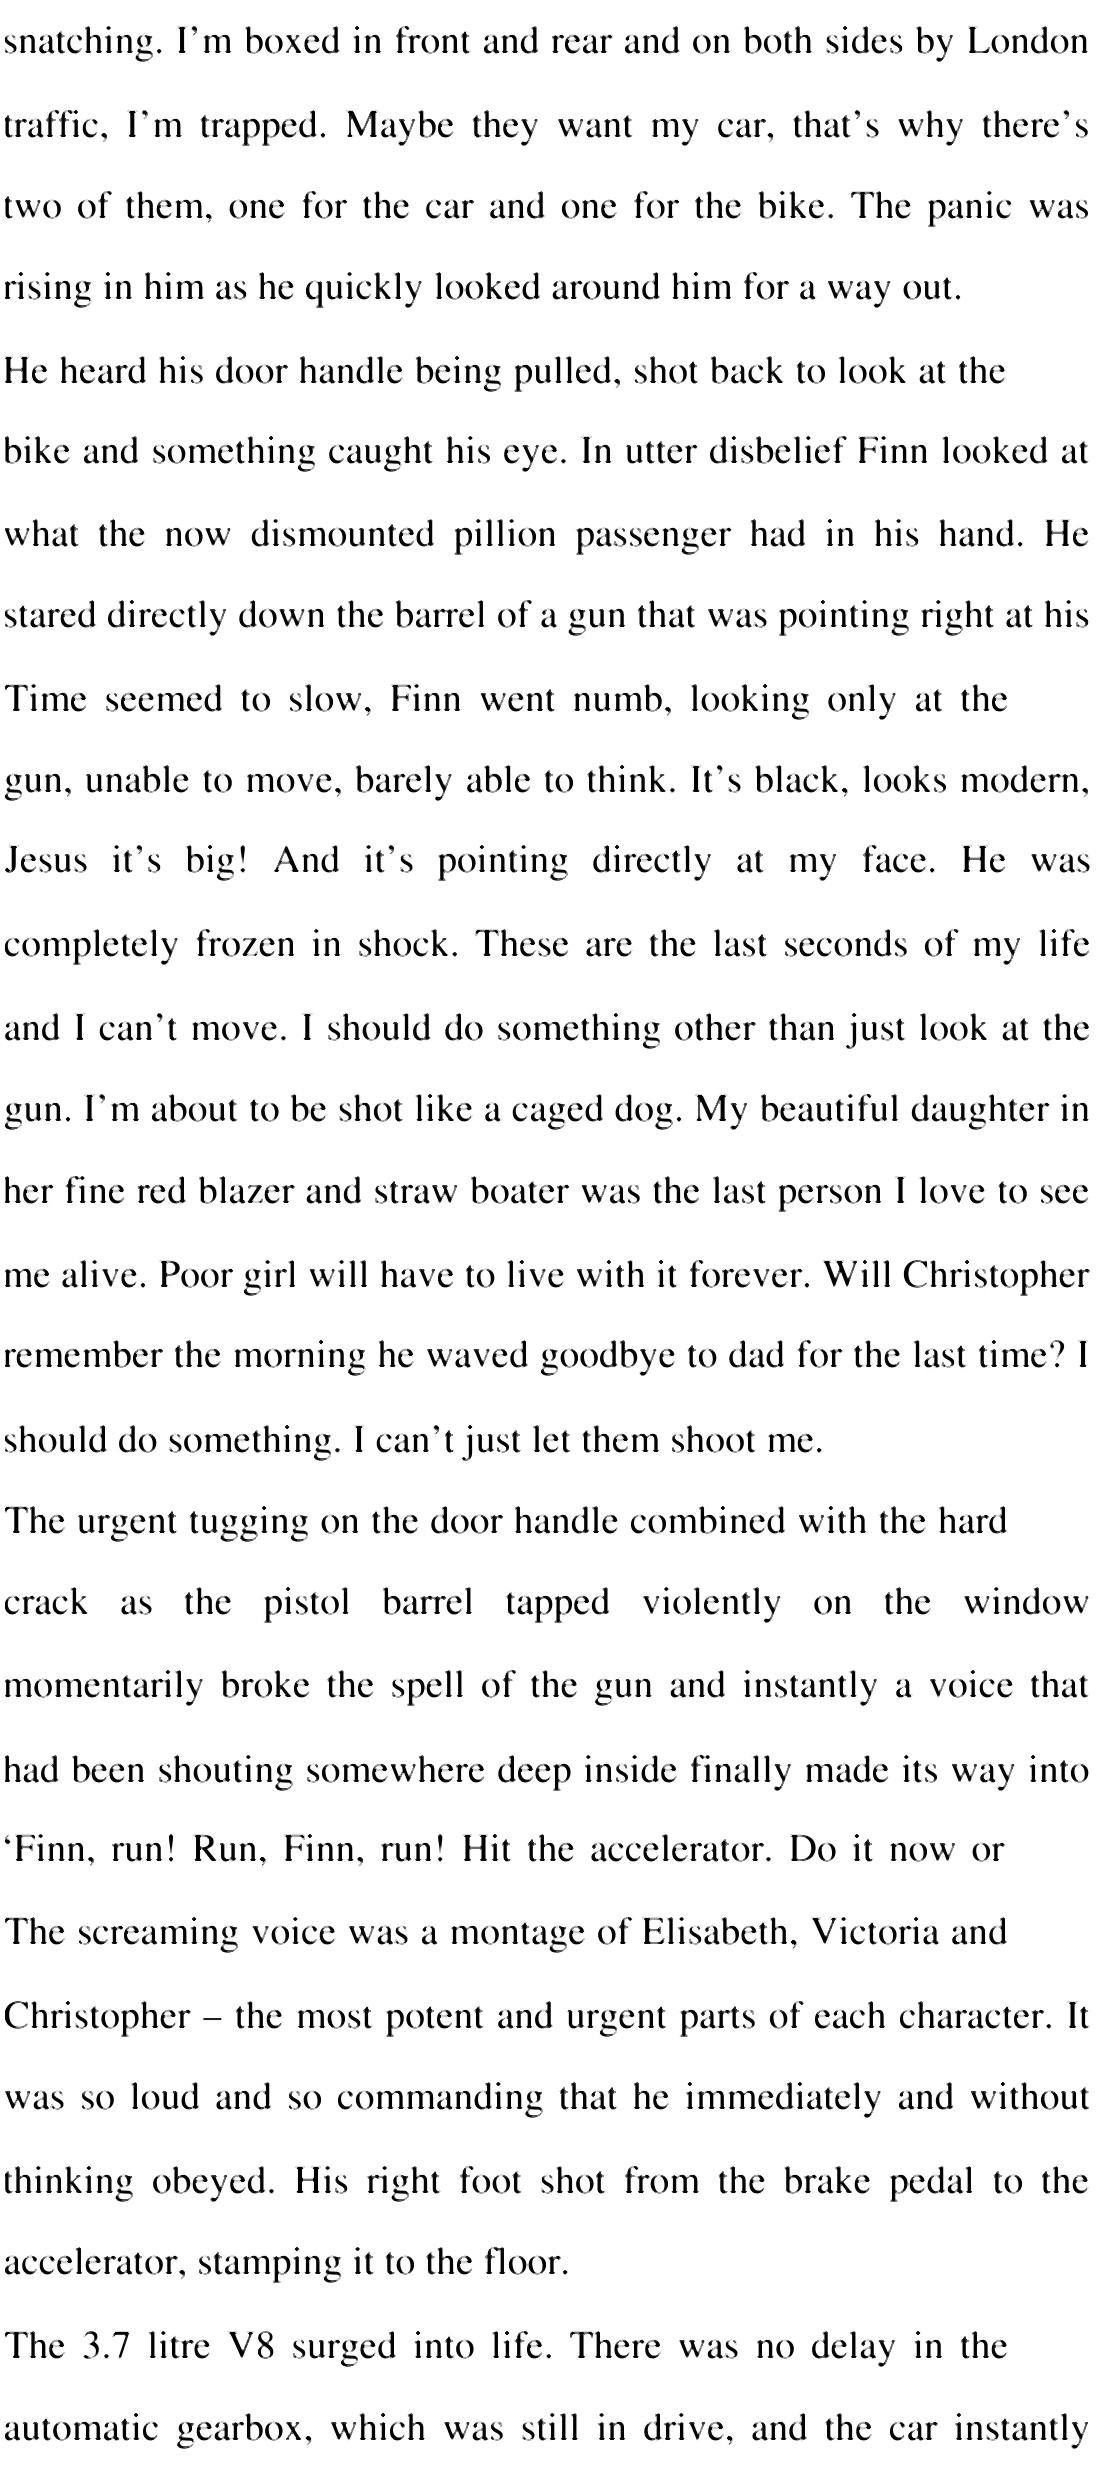 snatching. I’m boxed in front and rear and on both sides by London
traffic, I’m trapped. Maybe they want my car, that’s why there’s
two of them, one for the car and one for the bike. The panic was
rising in him as he quickly looked around him for a way out.
He heard his door handle being pulled, shot back to look at the
bike and something caught his eye. In utter disbelief Finn looked at
what the now dismounted pillion passenger had in his hand. He
stared directly down the barrel of a gun that was pointing right at his
Time seemed to slow, Finn went numb, looking only at the
gun, unable to move, barely able to think. It’s black, looks modern,
Jesus it’s big! And it’s pointing directly at my face. He was
completely frozen in shock. These are the last seconds of my life
and I can’t move. I should do something other than just look at the
gun. I’m about to be shot like a caged dog. My beautiful daughter in
her fine red blazer and straw boater was the last person I love to see
me alive. Poor girl will have to live with it forever. Will Christopher
remember the morning he waved goodbye to dad for the last time? I
should do something. I can’t just let them shoot me.
The urgent tugging on the door handle combined with the hard
crack as the pistol barrel tapped violently on the window
momentarily broke the spell of the gun and instantly a voice that
had been shouting somewhere deep inside finally made its way into
‘Finn, run! Run, Finn, run! Hit the accelerator. Do it now or
The screaming voice was a montage of Elisabeth, Victoria and
Christopher – the most potent and urgent parts of each character. It
was so loud and so commanding that he immediately and without
thinking obeyed. His right foot shot from the brake pedal to the
accelerator, stamping it to the floor.
The 3.7 litre V8 surged into life. There was no delay in the
automatic gearbox, which was still in drive, and the car instantly